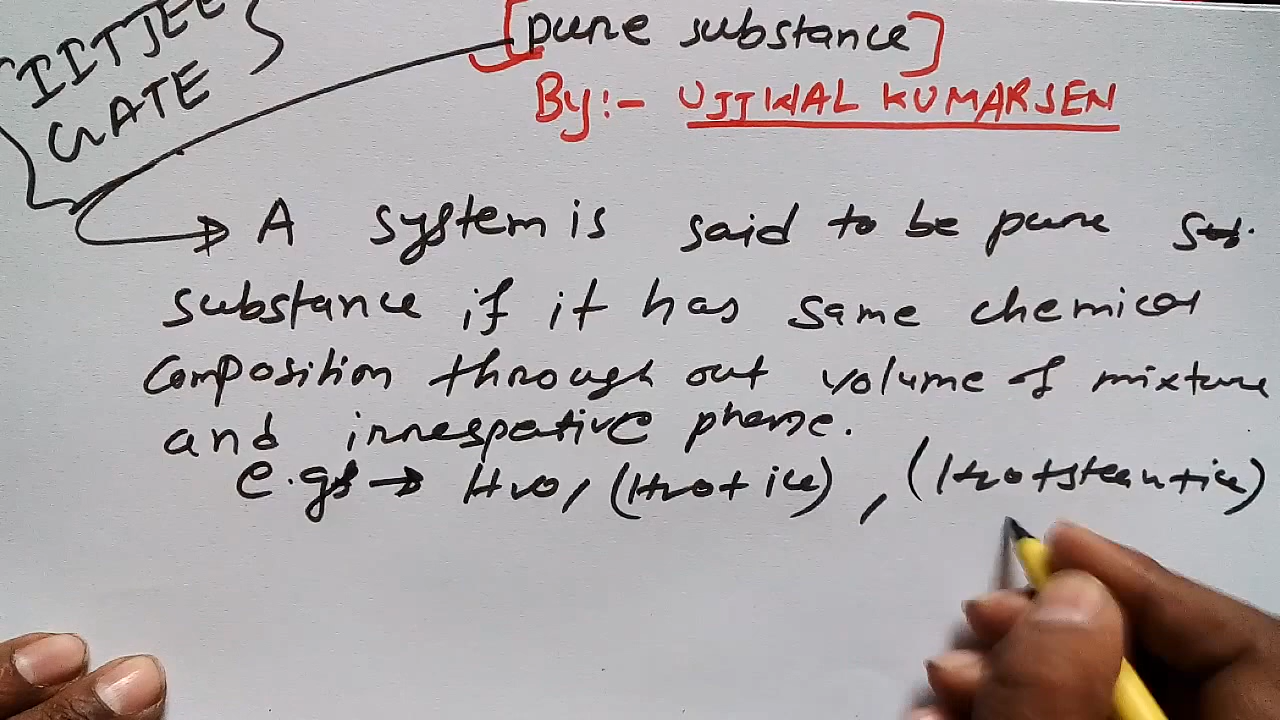 IITJEE
GATE
[pure substance]
By:- UJJWAL KUMARSEN
A system is said to be pure
substance if it has same chemical
composition through out volume of mixture
and irrespective phase.
e.gs → H2O, (H2O+ice), (H2O+steam+ice)